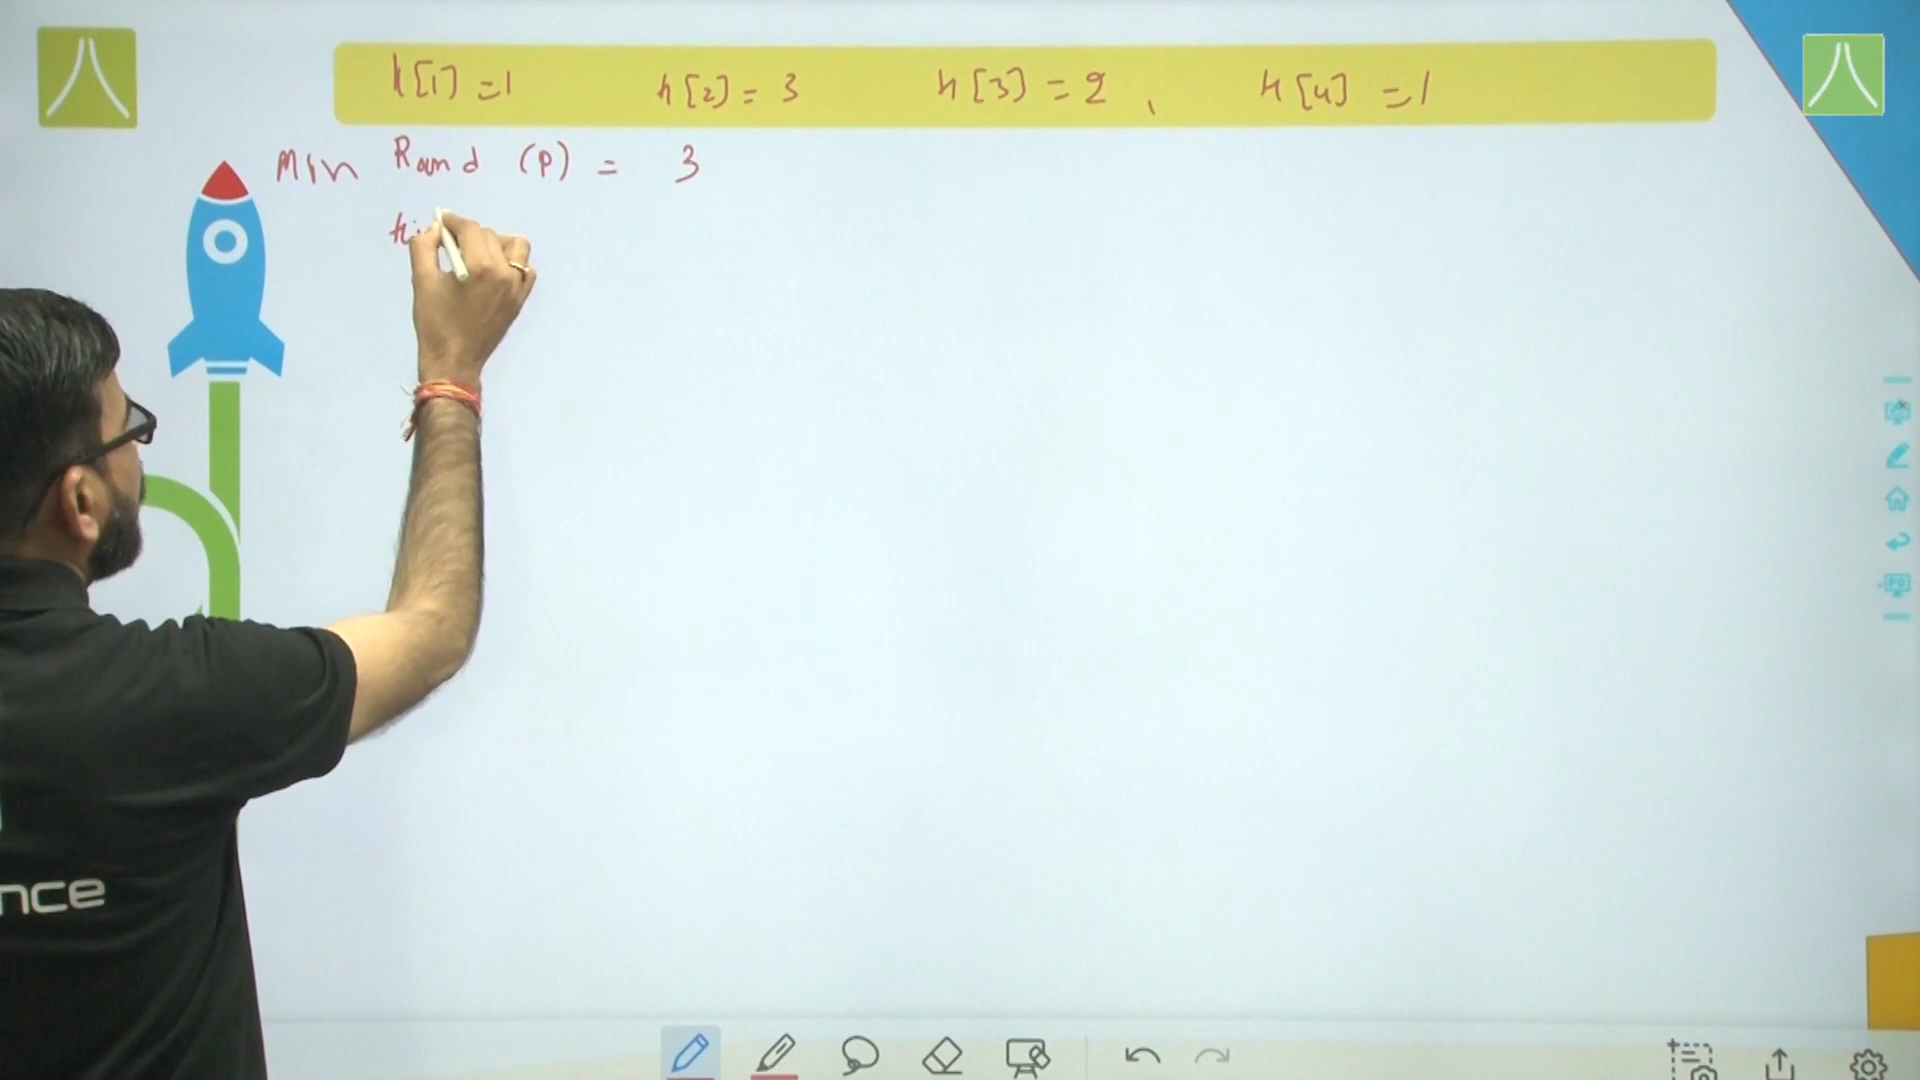 h[1] = 1 h[2] = 3 h[3] = 2 , h[4] = 1
Min Round (P) = 3
nce